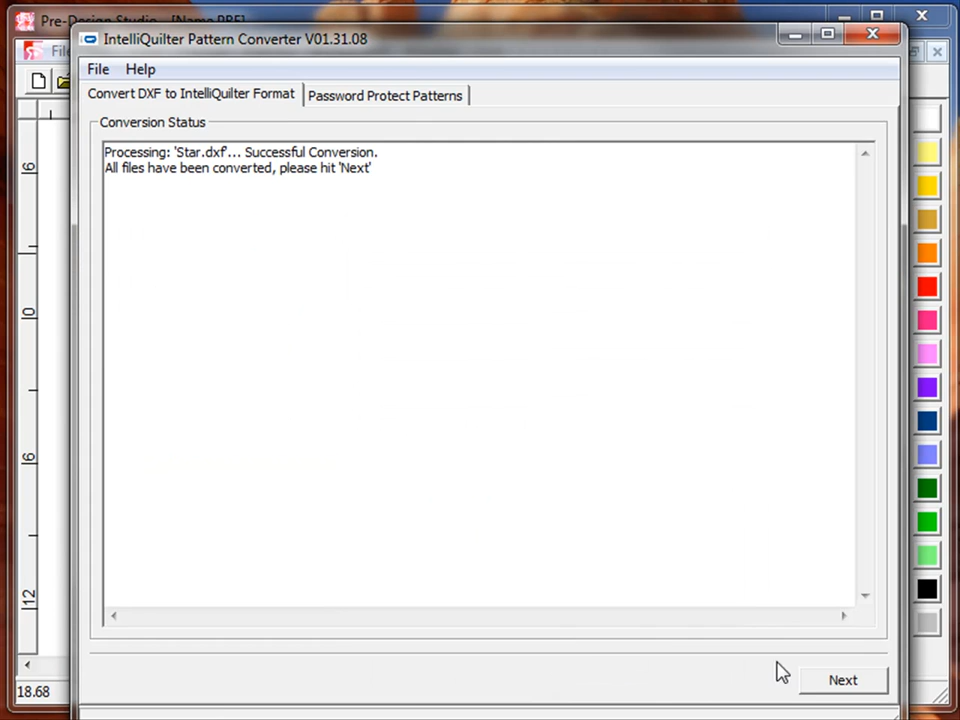 Pre-Design Studio - [Name.PBF]
IntelliQuilter Pattern Converter V01.31.08
File Help
Convert DXF to IntelliQuilter Format
Password Protect Patterns
Conversion Status
Processing: 'Star.dxf'... Successful Conversion.
All files have been converted, please hit 'Next'
6
0
6
12
18.68
Next